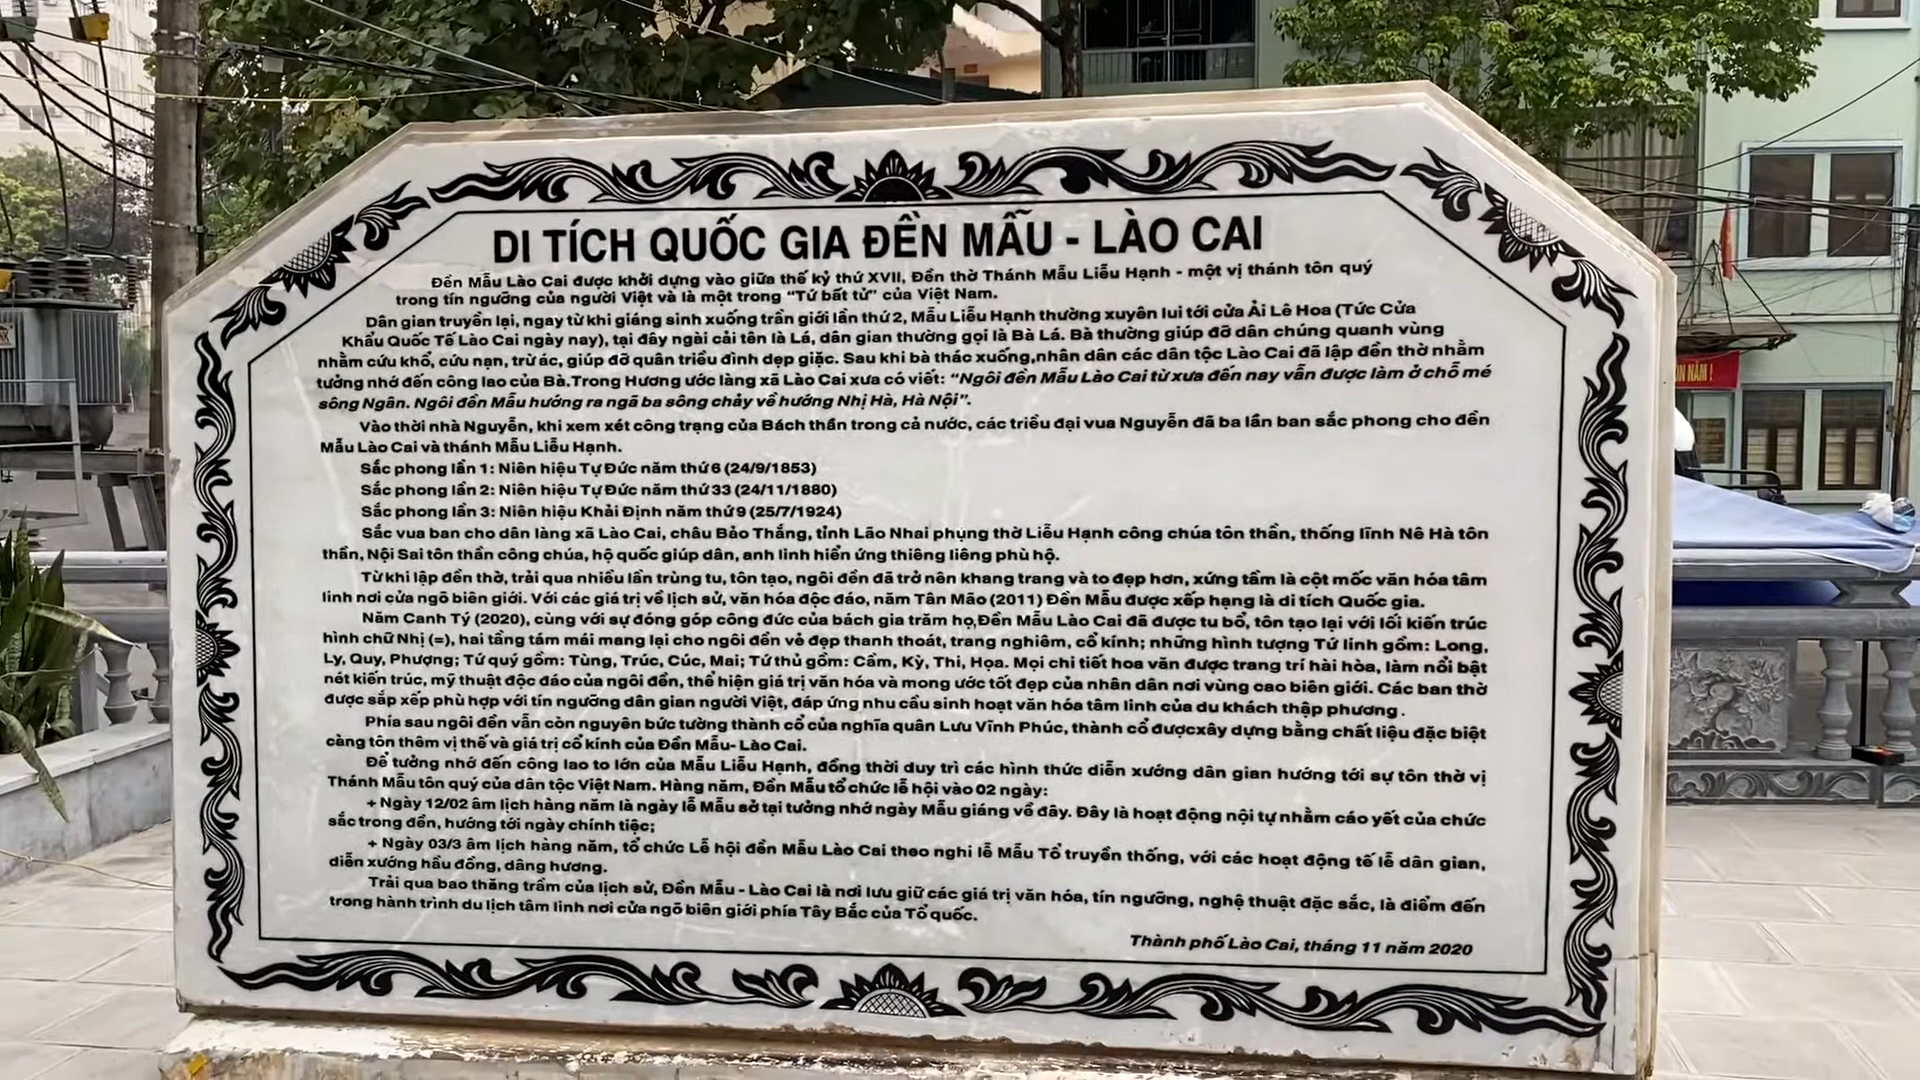 DI TÍCH QUỐC GIA ĐỀN MẪU - LÀO CAI
Đền Mẫu Lào Cai được khởi dựng vào giữa thế kỷ thứ XVII, Đền thờ Thánh Mẫu Liễu Hạnh - một vị thánh tôn quý
trong tín ngưỡng của người Việt và là một trong “Tứ bất tử” của Việt Nam.
Dân gian truyền lại, ngay từ khi giáng sinh xuống trần giới lần thứ 2, Mẫu Liễu Hạnh thường xuyên lui tới cửa Ải Lê Hoa (Tức Cửa
Khẩu Quốc Tế Lào Cai ngày nay), tại đây ngài cải tên là Lá, dân gian thường gọi là Bà Lá. Bà thường giúp đỡ dân chúng quanh vùng
nhằm cứu khổ, cứu nạn, trừ ác, giúp đỡ quân triều đình dẹp giặc. Sau khi bà thác xuống,nhân dân các dân tộc Lào Cai đã lập đền thờ nhằm
tưởng nhớ đến công lao của Bà.Trong Hương ước làng xã Lào Cai xưa có viết: “Ngôi đền Mẫu Lào Cai từ xưa đến nay vẫn được làm ở chỗ mé
sông Ngân. Ngôi đền Mẫu hướng ra ngã ba sông chảy về hướng Nhị Hà, Hà Nội”.
Vào thời nhà Nguyễn, khi xem xét công trạng của Bách thần trong cả nước, các triều đại vua Nguyễn đã ba lần ban sắc phong cho đền
Mẫu Lào Cai và thánh Mẫu Liễu Hạnh.
Sắc phong lần 1: Niên hiệu Tự Đức năm thứ 6 (24/9/1853)
Sắc phong lần 2: Niên hiệu Tự Đức năm thứ 33 (24/11/1880)
Sắc phong lần 3: Niên hiệu Khải Định năm thứ 9 (25/7/1924)
Sắc vua ban cho dân làng xã Lào Cai, châu Bảo Thắng, tỉnh Lão Nhai phụng thờ Liễu Hạnh công chúa tôn thần, thống lĩnh Nê Hà tôn
thần, Nội Sai tôn thần công chúa, hộ quốc giúp dân, anh linh hiển ứng thiêng liêng phù hộ.
Từ khi lập đền thờ, trải qua nhiều lần trùng tu, tôn tạo, ngôi đền đã trở nên khang trang và to đẹp hơn, xứng tầm là cột mốc văn hóa tâm
linh nơi cửa ngõ biên giới. Với các giá trị về lịch sử, văn hóa độc đáo, năm Tân Mão (2011) Đền Mẫu được xếp hạng là di tích Quốc gia.
Năm Canh Tý (2020), cùng với sự đóng góp công đức của bách gia trăm họ,Đền Mẫu Lào Cai đã được tu bổ, tôn tạo lại với lối kiến trúc
hình chữ Nhị (=), hai tầng tám mái mang lại cho ngôi đền vẻ đẹp thanh thoát, trang nghiêm, cổ kính; những hình tượng Tứ linh gồm: Long,
Ly, Quy, Phượng; Tứ quý gồm: Tùng, Trúc, Cúc, Mai; Tứ thủ gồm: Cầm, Kỳ, Thi, Họa. Mọi chi tiết hoa văn được trang trí hài hòa, làm nổi bật
nét kiến trúc, mỹ thuật độc đáo của ngôi đền, thể hiện giá trị văn hóa và mong ước tốt đẹp của nhân dân nơi vùng cao biên giới. Các ban thờ
được sắp xếp phù hợp với tín ngưỡng dân gian người Việt, đáp ứng nhu cầu sinh hoạt văn hóa tâm linh của du khách thập phương.
Phía sau ngôi đền vẫn còn nguyên bức tường thành cổ của nghĩa quân Lưu Vĩnh Phúc, thành cổ đượcxây dựng bằng chất liệu đặc biệt
càng tôn thêm vị thế và giá trị cổ kính của Đền Mẫu- Lào Cai.
Để tưởng nhớ đến công lao to lớn của Mẫu Liễu Hạnh, đồng thời duy trì các hình thức diễn xướng dân gian hướng tới sự tôn thờ vị
Thánh Mẫu tôn quý của dân tộc Việt Nam. Hàng năm, Đền Mẫu tổ chức lễ hội vào 02 ngày:
+ Ngày 12/02 âm lịch hàng năm là ngày lễ Mẫu sở tại tưởng nhớ ngày Mẫu giáng về đây. Đây là hoạt động nội tự nhằm cáo yết của chức
sắc trong đền, hướng tới ngày chính tiệc;
+ Ngày 03/3 âm lịch hàng năm, tổ chức Lễ hội đền Mẫu Lào Cai theo nghi lễ Mẫu Tổ truyền thống, với các hoạt động tế lễ dân gian,
diễn xướng hầu đồng, dâng hương.
Trải qua bao thăng trầm của lịch sử, Đền Mẫu - Lào Cai là nơi lưu giữ các giá trị văn hóa, tín ngưỡng, nghệ thuật đặc sắc, là điểm đến
trong hành trình du lịch tâm linh nơi cửa ngõ biên giới phía Tây Bắc của Tổ quốc.
Thành phố Lào Cai, tháng 11 năm 2020
NĂM !